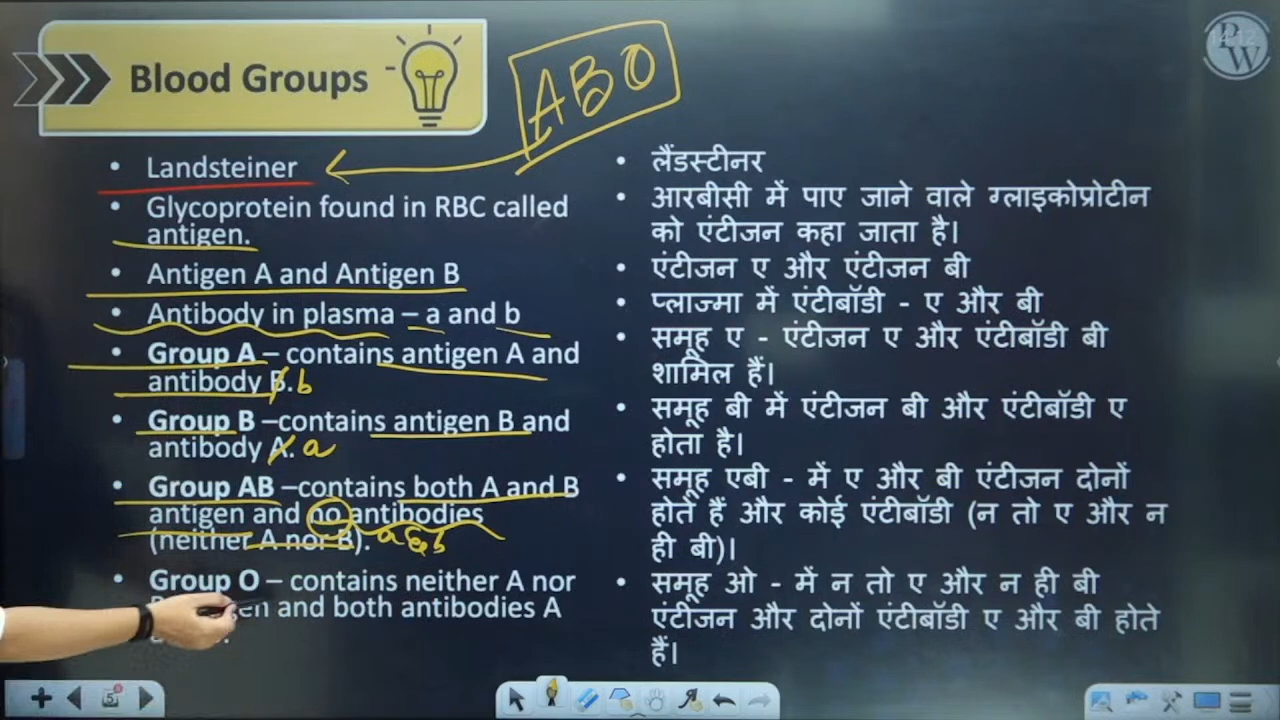 Blood Groups
ABO
PW
• Landsteiner
• Glycoprotein found in RBC called
antigen.
• Antigen A and Antigen B
• Antibody in plasma – a and b
• Group A – contains antigen A and
antibody B. b
• Group B –contains antigen B and
antibody A. a
• Group AB –contains both A and B
antigen and no antibodies
(neither A nor B). a & b
• Group O – contains neither A nor
and both antibodies A
• लैंडस्टीनर
• आरबीसी में पाए जाने वाले ग्लाइकोप्रोटीन
को एंटीजन कहा जाता है।
• एंटीजन ए और एंटीजन बी
• प्लाज्मा में एंटीबॉडी - ए और बी
• समूह ए - एंटीजन ए और एंटीबॉडी बी
शामिल हैं।
• समूह बी में एंटीजन बी और एंटीबॉडी ए
होता है।
• समूह एबी - में ए और बी एंटीजन दोनों
होते हैं और कोई एंटीबॉडी (न तो ए और न
ही बी)।
• समूह ओ - में न तो ए और न ही बी
एंटीजन और दोनों एंटीबॉडी ए और बी होते
हैं।
5